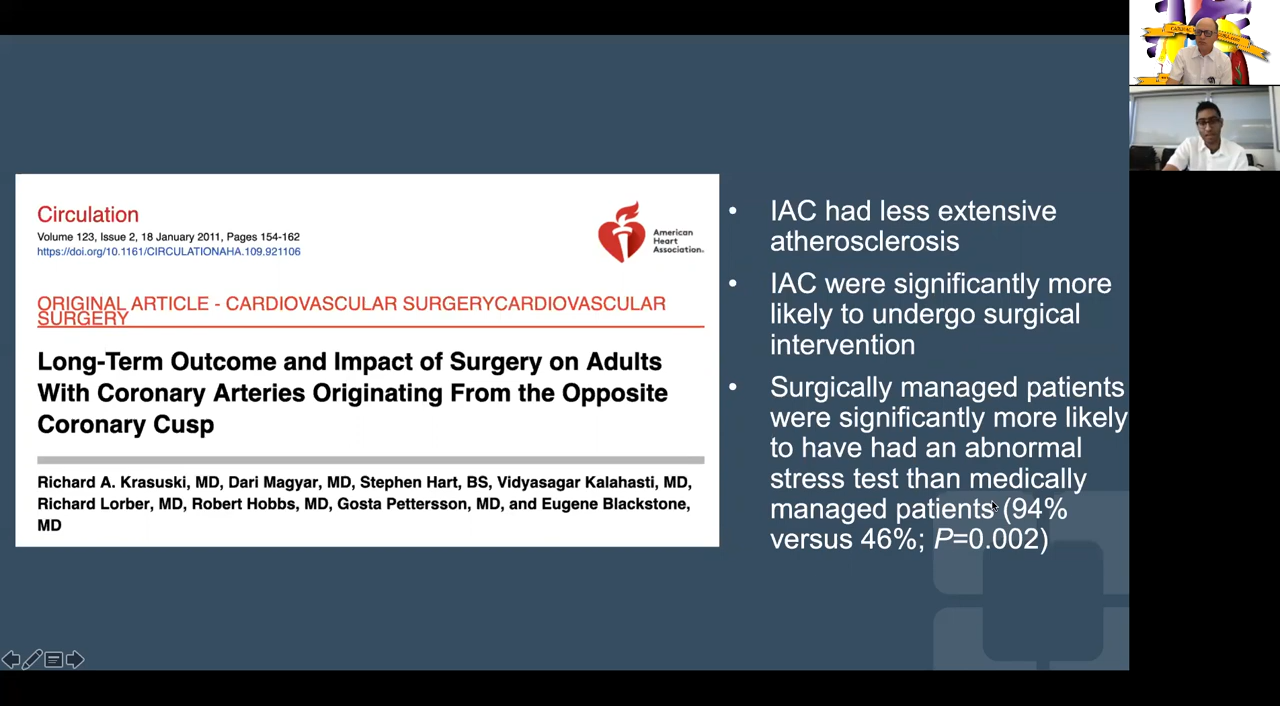 Circulation
Volume 123, Issue 2, 18 January 2011, Pages 154-162
https://doi.org/10.1161/CIRCULATIONAHA.109.921106
American
Heart
Association.
ORIGINAL ARTICLE - CARDIOVASCULAR SURGERYCARDIOVASCULAR
SURGERY
Long-Term Outcome and Impact of Surgery on Adults
With Coronary Arteries Originating From the Opposite
Coronary Cusp
Richard A. Krasuski, MD, Dari Magyar, MD, Stephen Hart, BS, Vidyasagar Kalahasti, MD,
Richard Lorber, MD, Robert Hobbs, MD, Gosta Pettersson, MD, and Eugene Blackstone,
MD
• IAC had less extensive
atherosclerosis
• IAC were significantly more
likely to undergo surgical
intervention
• Surgically managed patients
were significantly more likely
to have had an abnormal
stress test than medically
managed patients (94%
versus 46%; P=0.002)